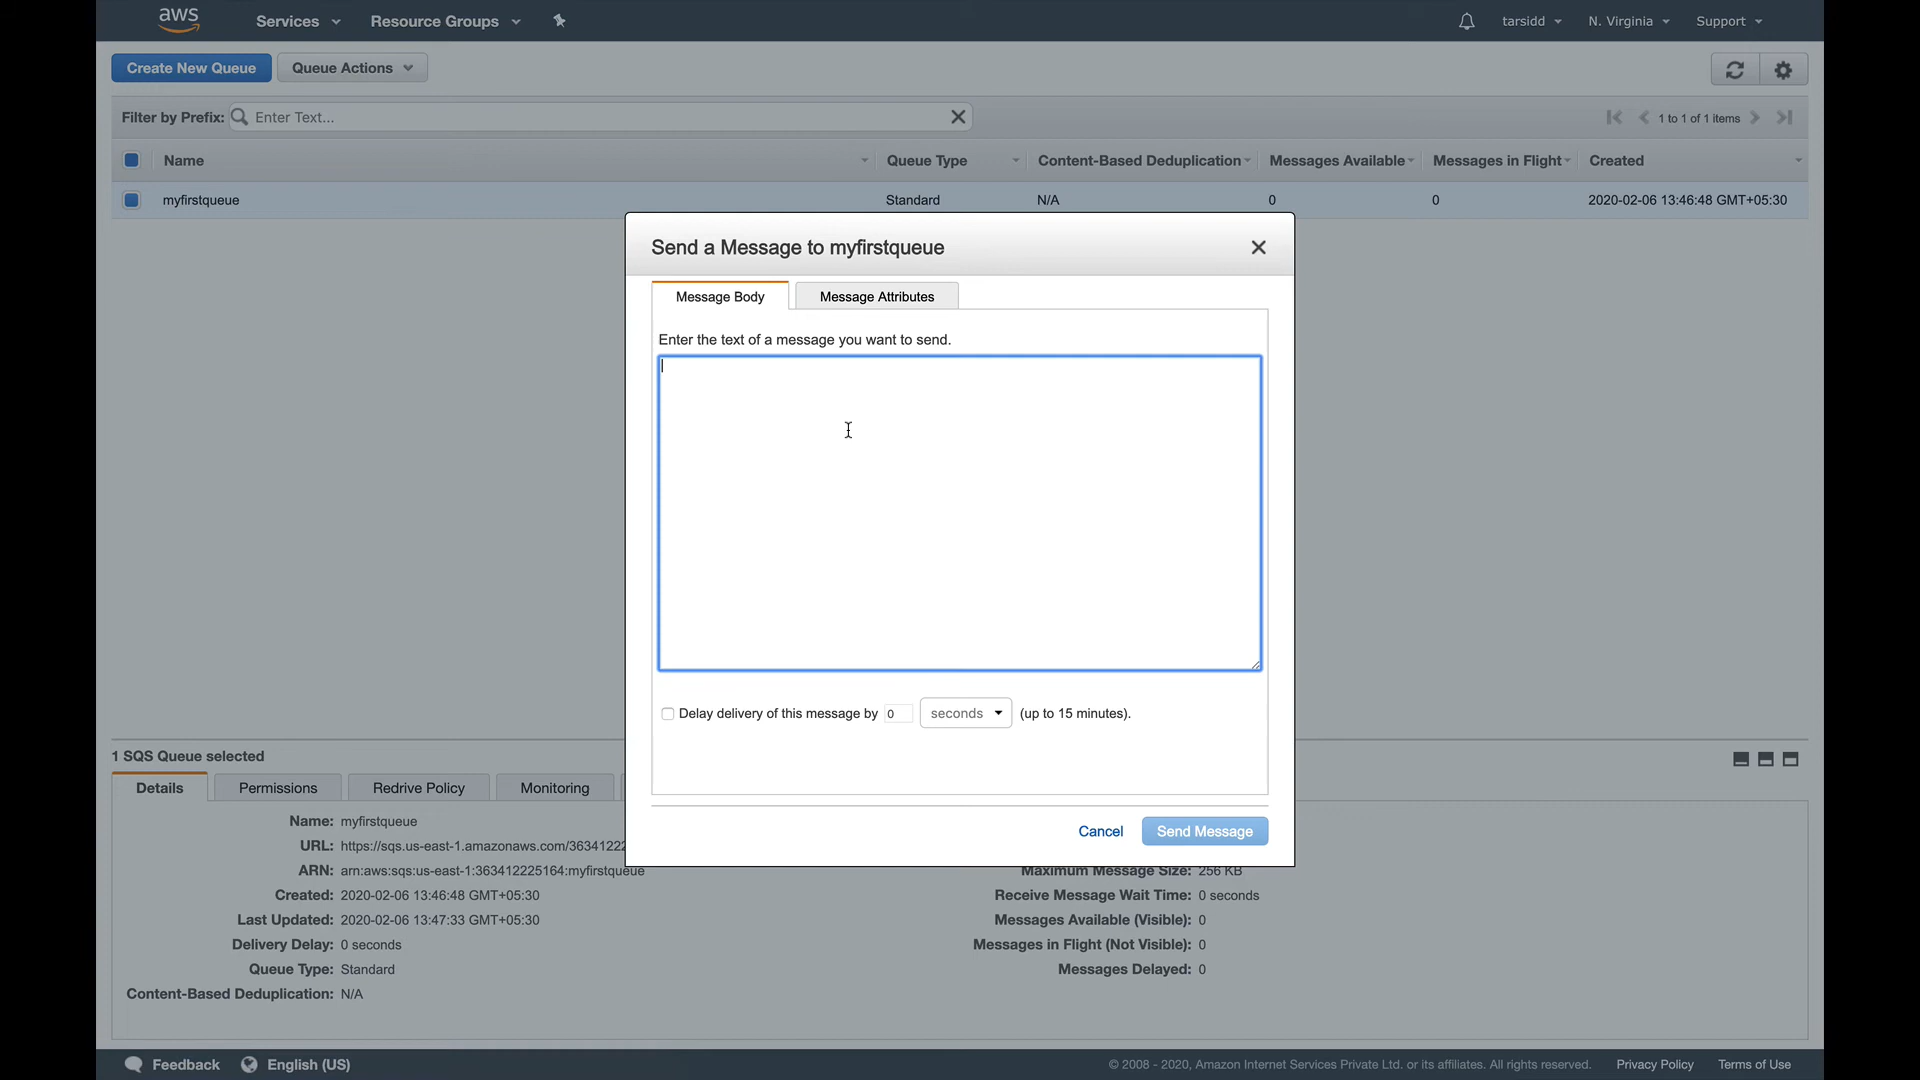 aws
Services
Resource Groups
tarsidd
N. Virginia
Support
Create New Queue
Queue Actions
Filter by Prefix:
Enter Text...
1 to 1 of 1 items
Name
Queue Type
Content-Based Deduplication
Messages Available
Messages in Flight
Created
myfirstqueue
Standard
N/A
0
0
2020-02-06 13:46:48 GMT+05:30
Send a Message to myfirstqueue
Message Body
Message Attributes
Enter the text of a message you want to send.
Delay delivery of this message by 0 seconds (up to 15 minutes).
Cancel
Send Message
1 SQS Queue selected
Details
Permissions
Redrive Policy
Monitoring
Name: myfirstqueue
URL: https://sqs.us-east-1.amazonaws.com/36341222
ARN: arn:aws:sqs:us-east-1:363412225164:myfirstqueue
Created: 2020-02-06 13:46:48 GMT+05:30
Last Updated: 2020-02-06 13:47:33 GMT+05:30
Delivery Delay: 0 seconds
Queue Type: Standard
Content-Based Deduplication: N/A
Maximum Message Size: 256 KB
Receive Message Wait Time: 0 seconds
Messages Available (Visible): 0
Messages in Flight (Not Visible): 0
Messages Delayed: 0
Feedback
English (US)
© 2008 - 2020, Amazon Internet Services Private Ltd. or its affiliates. All rights reserved.
Privacy Policy
Terms of Use